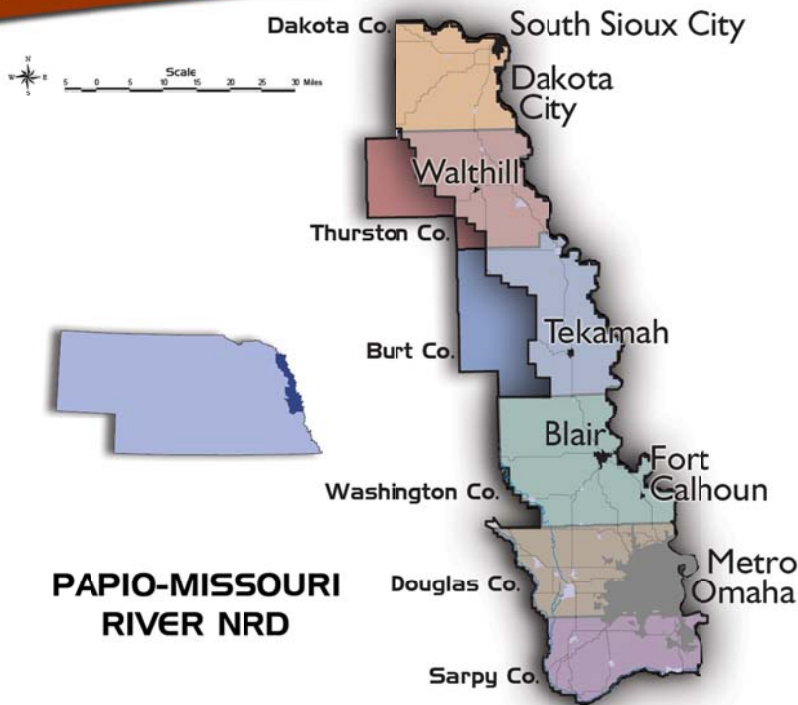 Dakota Co.
South Sioux City
N
W
E
S
Scale
5 0 5 10 15 20 25 30 Miles
Dakota
City
Walthill
Thurston Co.
Tekamah
Burt Co.
Blair
Fort
Calhoun
Washington Co.
Metro
Omaha
Douglas Co.
PAPIO-MISSOURI
RIVER NRD
Sarpy Co.